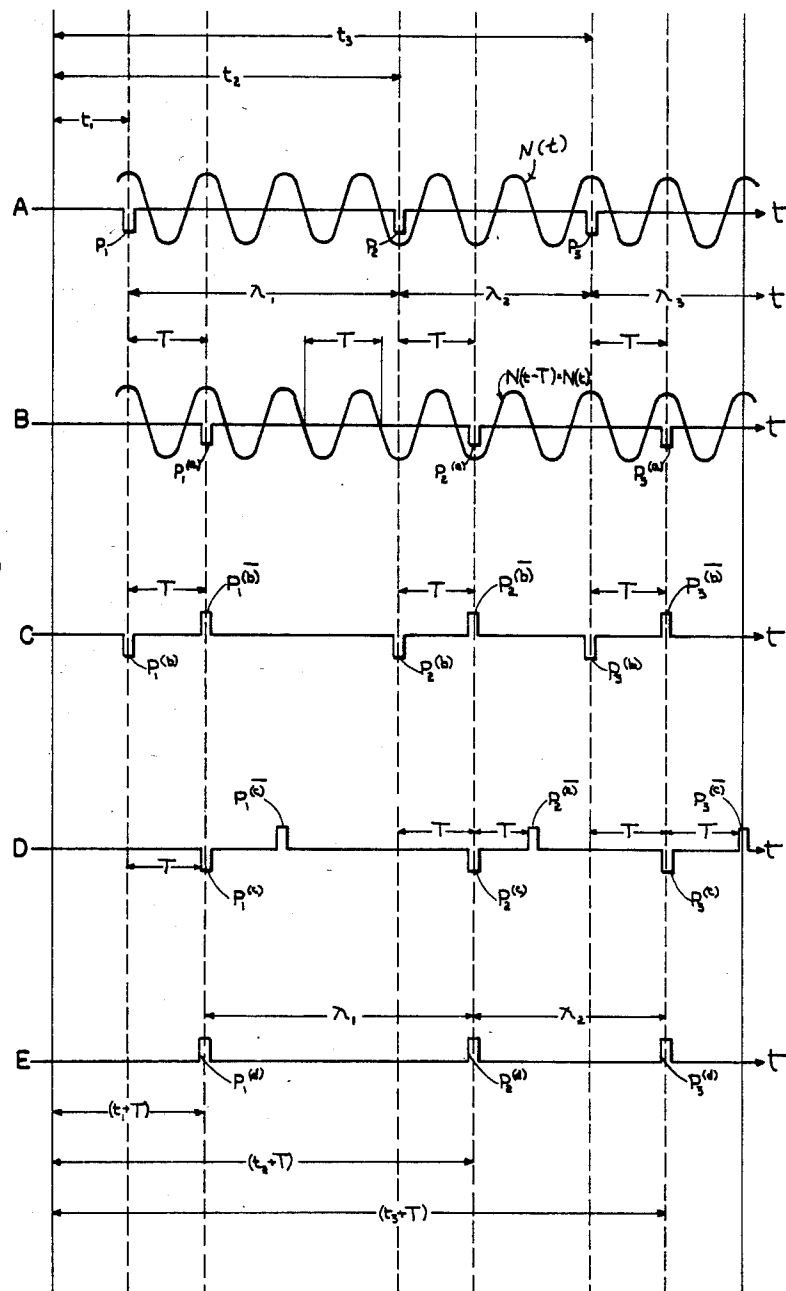 t₃
t₂
t₁
N(t)
A
t
P₁
P₂
P₃
λ₁
λ₂
λ₃
t
T
T
T
T
N(t-T)=N(t)
B
t
P₁⁽ᵃ⁾
P₂⁽ᵃ⁾
P₃⁽ᵃ⁾
P₁^(b̅)
P₂^(b̅)
P₃^(b̅)
T
T
T
C
t
P₁⁽ᵇ⁾
P₂⁽ᵇ⁾
P₃⁽ᵇ⁾
P₁^(c̅)
P₂^(c̅)
P₃^(c̅)
T
T
T
T
D
t
T
P₁⁽ᶜ⁾
P₂⁽ᶜ⁾
P₃⁽ᶜ⁾
λ₁
λ₂
E
t
P₁⁽ᵈ⁾
P₂⁽ᵈ⁾
P₃⁽ᵈ⁾
(t₁+T)
(t₂+T)
(t₃+T)